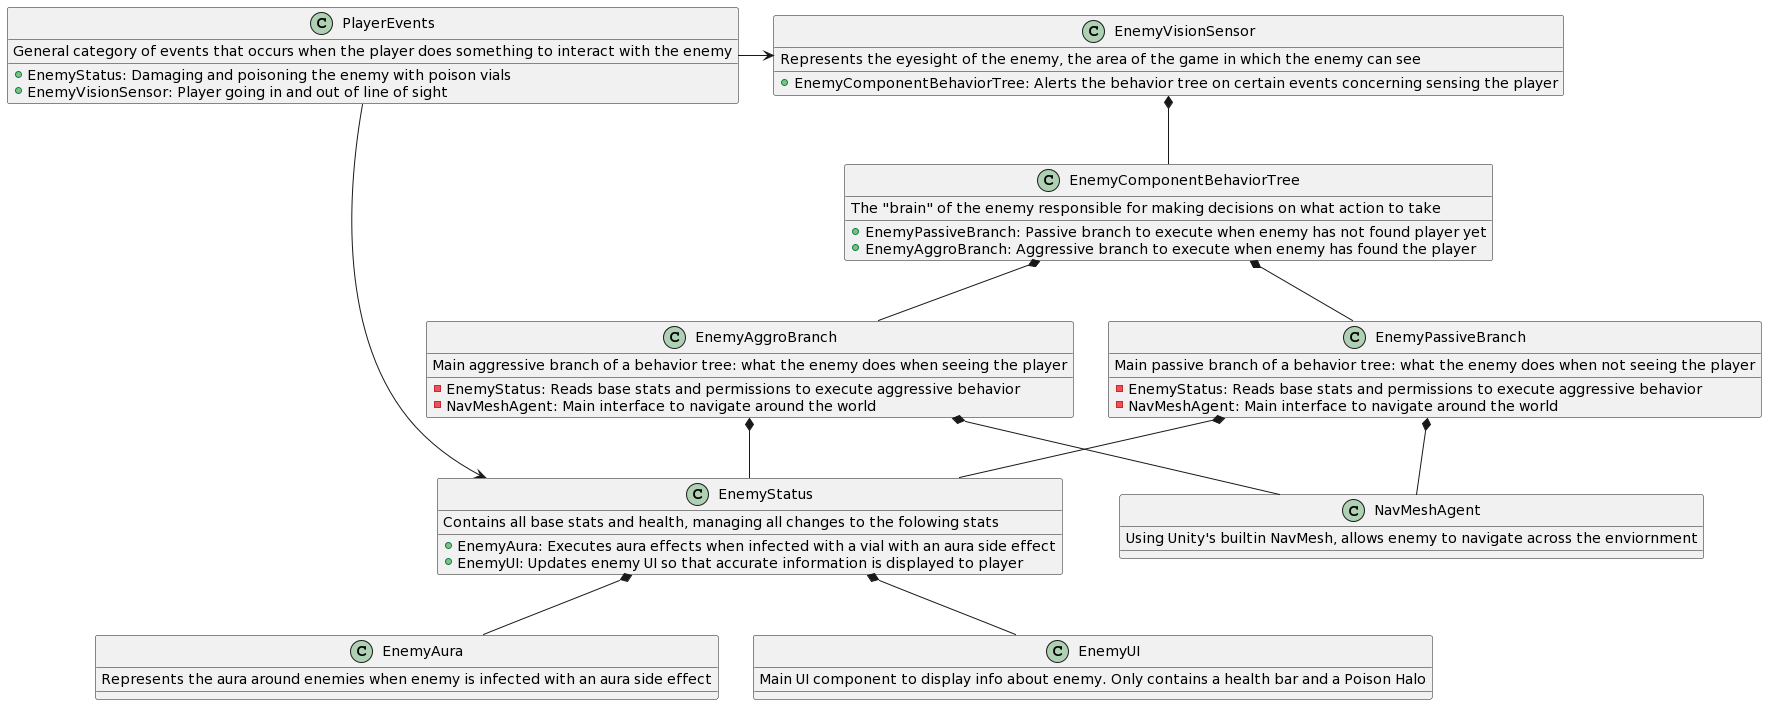 C PlayerEvents
General category of events that occurs when the player does something to interact with the enemy
EnemyStatus: Damaging and poisoning the enemy with poison vials
EnemyVisionSensor: Player going in and out of line of sight
C EnemyVisionSensor
Represents the eyesight of the enemy, the area of the game in which the enemy can see
EnemyComponentBehaviorTree: Alerts the behavior tree on certain events concerning sensing the player
C EnemyComponentBehaviorTree
The "brain" of the enemy responsible for making decisions on what action to take
EnemyPassiveBranch: Passive branch to execute when enemy has not found player yet
EnemyAggroBranch: Aggressive branch to execute when enemy has found the player
C EnemyAggroBranch
Main aggressive branch of a behavior tree: what the enemy does when seeing the player
EnemyStatus: Reads base stats and permissions to execute aggressive behavior
NavMeshAgent: Main interface to navigate around the world
C EnemyPassiveBranch
Main passive branch of a behavior tree: what the enemy does when not seeing the player
EnemyStatus: Reads base stats and permissions to execute aggressive behavior
NavMeshAgent: Main interface to navigate around the world
C EnemyStatus
Contains all base stats and health, managing all changes to the folowing stats
EnemyAura: Executes aura effects when infected with a vial with an aura side effect
EnemyUI: Updates enemy UI so that accurate information is displayed to player
C NavMeshAgent
Using Unity's builtin NavMesh, allows enemy to navigate across the enviornment
C EnemyAura
Represents the aura around enemies when enemy is infected with an aura side effect
C EnemyUI
Main UI component to display info about enemy. Only contains a health bar and a Poison Halo